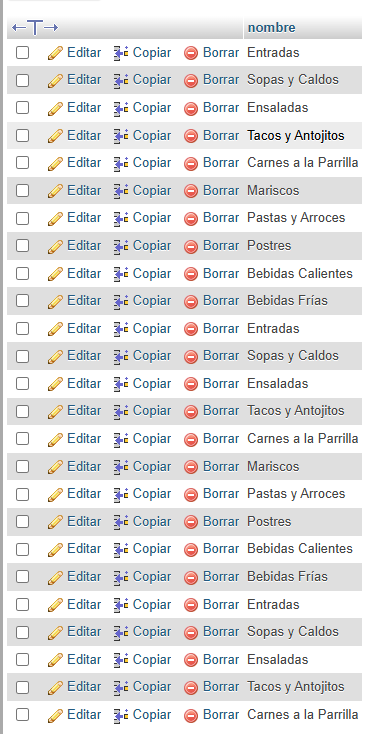 nombre
Editar Copiar Borrar Entradas
Editar Copiar Borrar Sopas y Caldos
Editar Copiar Borrar Ensaladas
Editar Copiar Borrar Tacos y Antojitos
Editar Copiar Borrar Carnes a la Parrilla
Editar Copiar Borrar Mariscos
Editar Copiar Borrar Pastas y Arroces
Editar Copiar Borrar Postres
Editar Copiar Borrar Bebidas Calientes
Editar Copiar Borrar Bebidas Frías
Editar Copiar Borrar Entradas
Editar Copiar Borrar Sopas y Caldos
Editar Copiar Borrar Ensaladas
Editar Copiar Borrar Tacos y Antojitos
Editar Copiar Borrar Carnes a la Parrilla
Editar Copiar Borrar Mariscos
Editar Copiar Borrar Pastas y Arroces
Editar Copiar Borrar Postres
Editar Copiar Borrar Bebidas Calientes
Editar Copiar Borrar Bebidas Frías
Editar Copiar Borrar Entradas
Editar Copiar Borrar Sopas y Caldos
Editar Copiar Borrar Ensaladas
Editar Copiar Borrar Tacos y Antojitos
Editar Copiar Borrar Carnes a la Parrilla